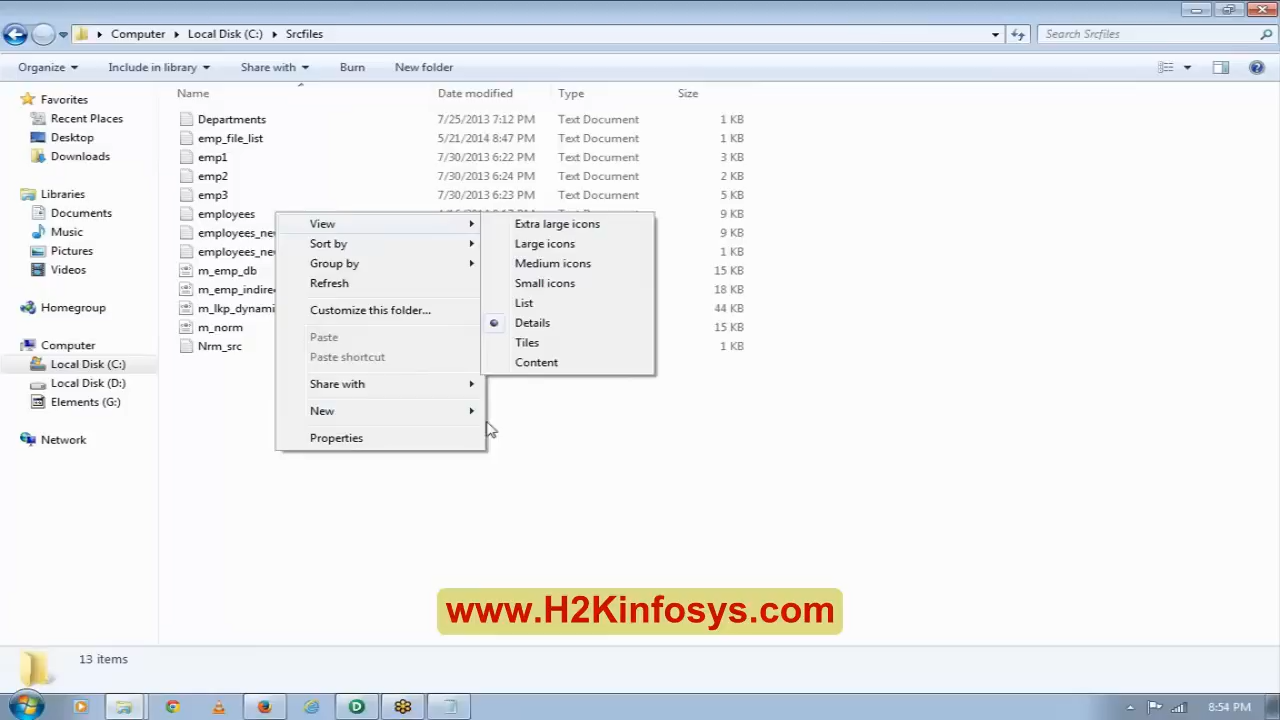 Computer Local Disk (C:) Srcfiles Search Srcfiles
Organize Include in library Share with Burn New folder
Favorites
Recent Places
Desktop
Downloads
Libraries
Documents
Music
Pictures
Videos
Homegroup
Computer
Local Disk (C:)
Local Disk (D:)
Elements (G:)
Network
Name Date modified Type Size
Departments 7/25/2013 7:12 PM Text Document 1 KB
emp_file_list 5/21/2014 8:47 PM Text Document 1 KB
emp1 7/30/2013 6:22 PM Text Document 3 KB
emp2 7/30/2013 6:24 PM Text Document 2 KB
emp3 7/30/2013 6:23 PM Text Document 5 KB
employees 9 KB
employees_ne 9 KB
employees_ne 1 KB
m_emp_db 15 KB
m_emp_indire 18 KB
m_lkp_dynami 44 KB
m_norm 15 KB
Nrm_src 1 KB
View
Sort by
Group by
Refresh
Customize this folder...
Paste
Paste shortcut
Share with
New
Properties
Extra large icons
Large icons
Medium icons
Small icons
List
Details
Tiles
Content
www.H2Kinfosys.com
13 items
8:54 PM